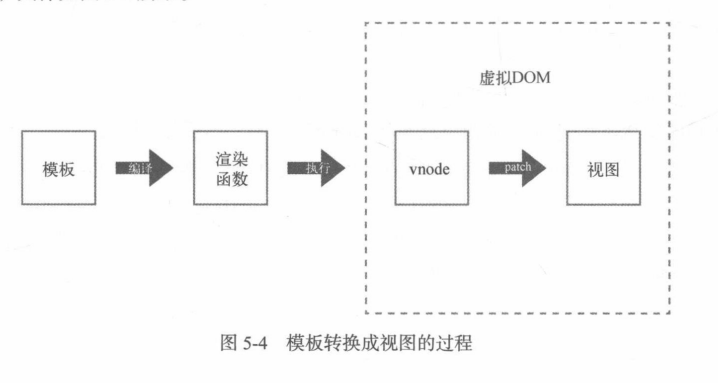 虚拟DOM
模板
编译
渲染
函数
执行
vnode
patch
视图
图 5-4 模板转换成视图的过程